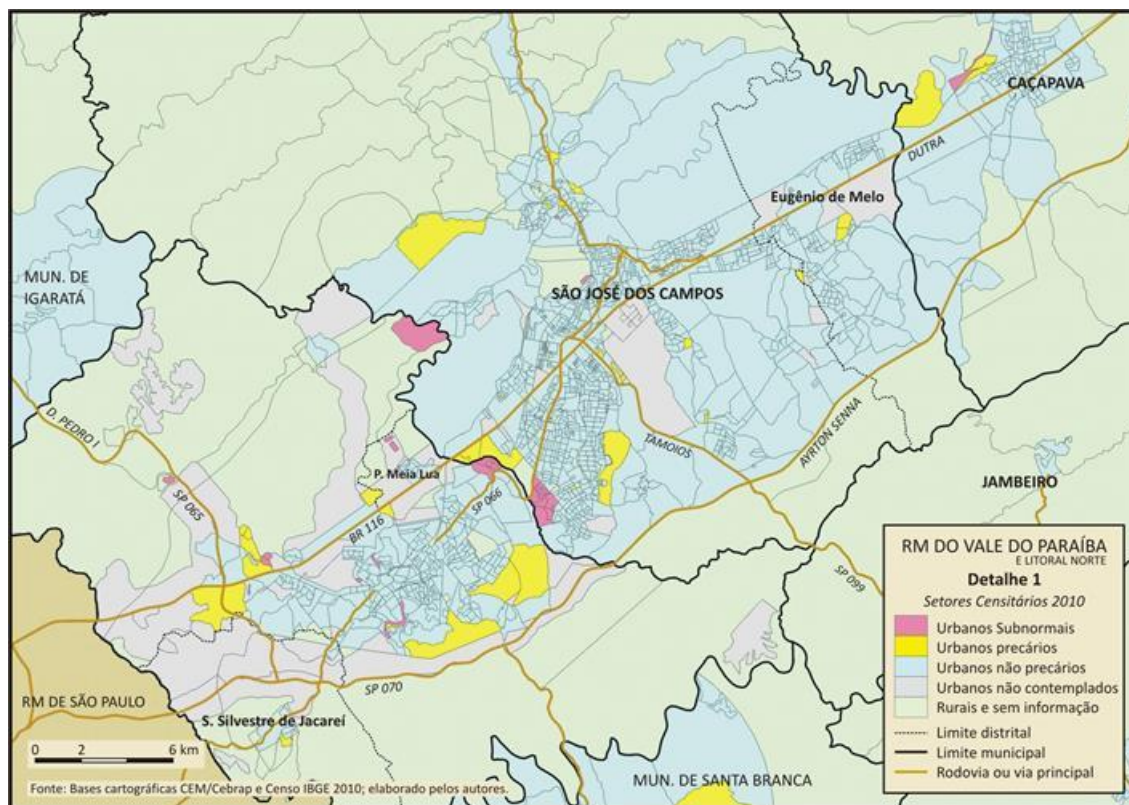 CAÇAPAVA
DUTRA
Eugênio de Melo
MUN. DE
IGARATÁ
SÃO JOSÉ DOS CAMPOS
D. PEDRO I
SP 065
P. Meia Lua
BR 116
SP 066
TAMOIOS
AYRTON SENNA
JAMBEIRO
SP 099
SP 070
RM DE SÃO PAULO
S. Silvestre de Jacareí
MUN. DE SANTA BRANCA
RM DO VALE DO PARAÍBA
E LITORAL NORTE
Detalhe 1
Setores Censitários 2010
Urbanos Subnormais
Urbanos precários
Urbanos não precários
Urbanos não contemplados
Rurais e sem informação
Limite distrital
Limite municipal
Rodovia ou via principal
0 2 6 km
Fonte: Bases cartográficas CEM/Cebrap e Censo IBGE 2010; elaborado pelos autores.